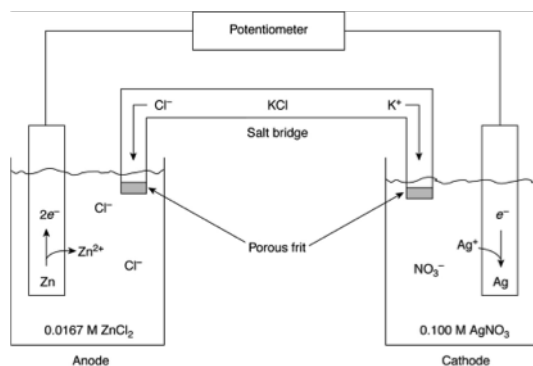 Potentiometer
Cl⁻
KCl
K⁺
Salt bridge
2e⁻
Cl⁻
e⁻
Zn²⁺
Porous frit
Ag⁺
Cl⁻
NO₃⁻
Zn
Ag
0.0167 M ZnCl₂
0.100 M AgNO₃
Anode
Cathode